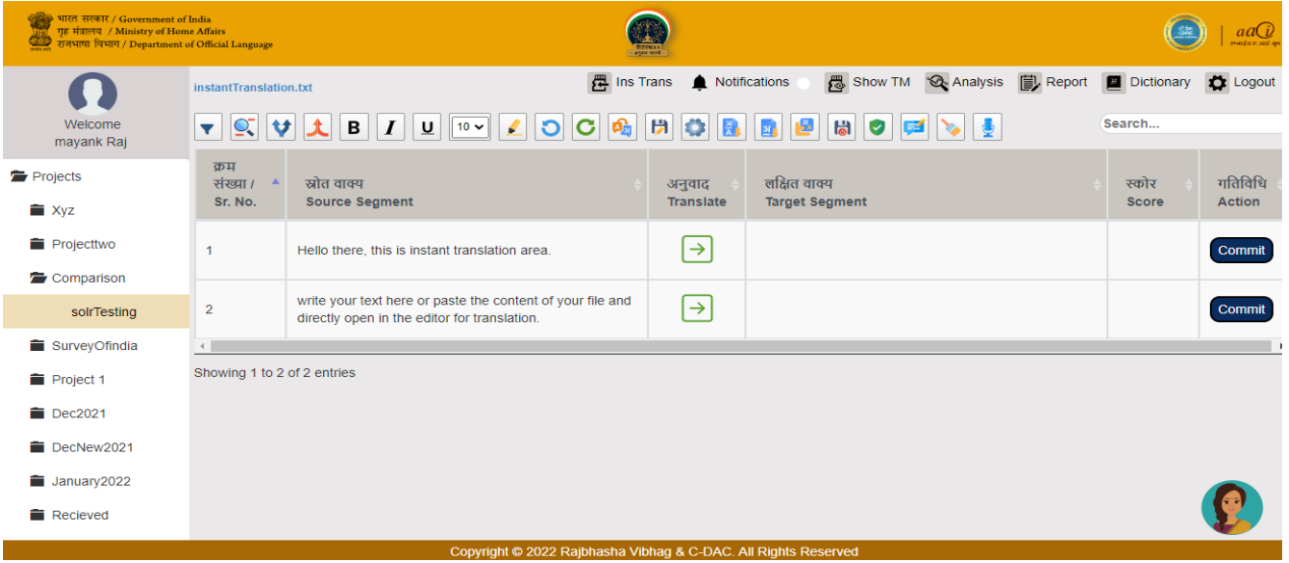 भारत सरकार / Government of India
गृह मंत्रालय / Ministry of Home Affairs
राजभाषा विभाग / Department of Official Language
Welcome
mayank Raj
instantTranslation.txt
Ins Trans
Notifications
Show TM
Analysis
Report
Dictionary
Logout
B I U 10
Search...
Projects
Xyz
Projecttwo
Comparison
solrTesting
SurveyOfindia
Project 1
Dec2021
DecNew2021
January2022
Recieved
क्रम
संख्या /
Sr. No.
स्रोत वाक्य
Source Segment
अनुवाद
Translate
लक्षित वाक्य
Target Segment
स्कोर
Score
गतिविधि
Action
1
Hello there, this is instant translation area.
Commit
2
write your text here or paste the content of your file and
directly open in the editor for translation.
Commit
Showing 1 to 2 of 2 entries
Copyright © 2022 Rajbhasha Vibhag & C-DAC. All Rights Reserved